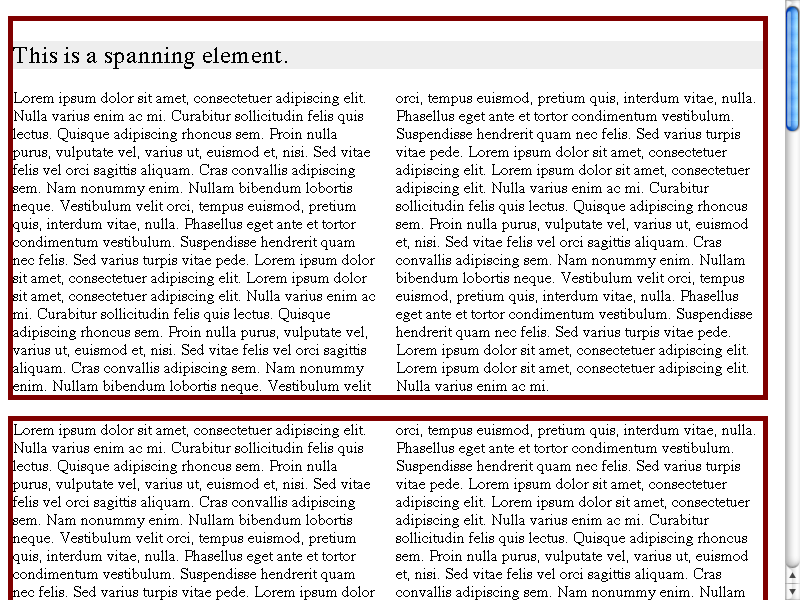 This is a spanning element.
Lorem ipsum dolor sit amet, consectetuer adipiscing elit.
Nulla varius enim ac mi. Curabitur sollicitudin felis quis
lectus. Quisque adipiscing rhoncus sem. Proin nulla
purus, vulputate vel, varius ut, euismod et, nisi. Sed vitae
felis vel orci sagittis aliquam. Cras convallis adipiscing
sem. Nam nonummy enim. Nullam bibendum lobortis
neque. Vestibulum velit orci, tempus euismod, pretium
quis, interdum vitae, nulla. Phasellus eget ante et tortor
condimentum vestibulum. Suspendisse hendrerit quam
nec felis. Sed varius turpis vitae pede. Lorem ipsum dolor
sit amet, consectetuer adipiscing elit. Lorem ipsum dolor
sit amet, consectetuer adipiscing elit. Nulla varius enim ac
mi. Curabitur sollicitudin felis quis lectus. Quisque
adipiscing rhoncus sem. Proin nulla purus, vulputate vel,
varius ut, euismod et, nisi. Sed vitae felis vel orci sagittis
aliquam. Cras convallis adipiscing sem. Nam nonummy
enim. Nullam bibendum lobortis neque. Vestibulum velit
orci, tempus euismod, pretium quis, interdum vitae, nulla.
Phasellus eget ante et tortor condimentum vestibulum.
Suspendisse hendrerit quam nec felis. Sed varius turpis
vitae pede. Lorem ipsum dolor sit amet, consectetuer
adipiscing elit. Lorem ipsum dolor sit amet, consectetuer
adipiscing elit. Nulla varius enim ac mi. Curabitur
sollicitudin felis quis lectus. Quisque adipiscing rhoncus
sem. Proin nulla purus, vulputate vel, varius ut, euismod
et, nisi. Sed vitae felis vel orci sagittis aliquam. Cras
convallis adipiscing sem. Nam nonummy enim. Nullam
bibendum lobortis neque. Vestibulum velit orci, tempus
euismod, pretium quis, interdum vitae, nulla. Phasellus
eget ante et tortor condimentum vestibulum. Suspendisse
hendrerit quam nec felis. Sed varius turpis vitae pede.
Lorem ipsum dolor sit amet, consectetuer adipiscing elit.
Lorem ipsum dolor sit amet, consectetuer adipiscing elit.
Nulla varius enim ac mi.
Lorem ipsum dolor sit amet, consectetuer adipiscing elit.
Nulla varius enim ac mi. Curabitur sollicitudin felis quis
lectus. Quisque adipiscing rhoncus sem. Proin nulla
purus, vulputate vel, varius ut, euismod et, nisi. Sed vitae
felis vel orci sagittis aliquam. Cras convallis adipiscing
sem. Nam nonummy enim. Nullam bibendum lobortis
neque. Vestibulum velit orci, tempus euismod, pretium
quis, interdum vitae, nulla. Phasellus eget ante et tortor
condimentum vestibulum. Suspendisse hendrerit quam
nec felis. Sed varius turpis vitae pede. Lorem ipsum dolor
orci, tempus euismod, pretium quis, interdum vitae, nulla.
Phasellus eget ante et tortor condimentum vestibulum.
Suspendisse hendrerit quam nec felis. Sed varius turpis
vitae pede. Lorem ipsum dolor sit amet, consectetuer
adipiscing elit. Lorem ipsum dolor sit amet, consectetuer
adipiscing elit. Nulla varius enim ac mi. Curabitur
sollicitudin felis quis lectus. Quisque adipiscing rhoncus
sem. Proin nulla purus, vulputate vel, varius ut, euismod
et, nisi. Sed vitae felis vel orci sagittis aliquam. Cras
convallis adipiscing sem. Nam nonummy enim. Nullam